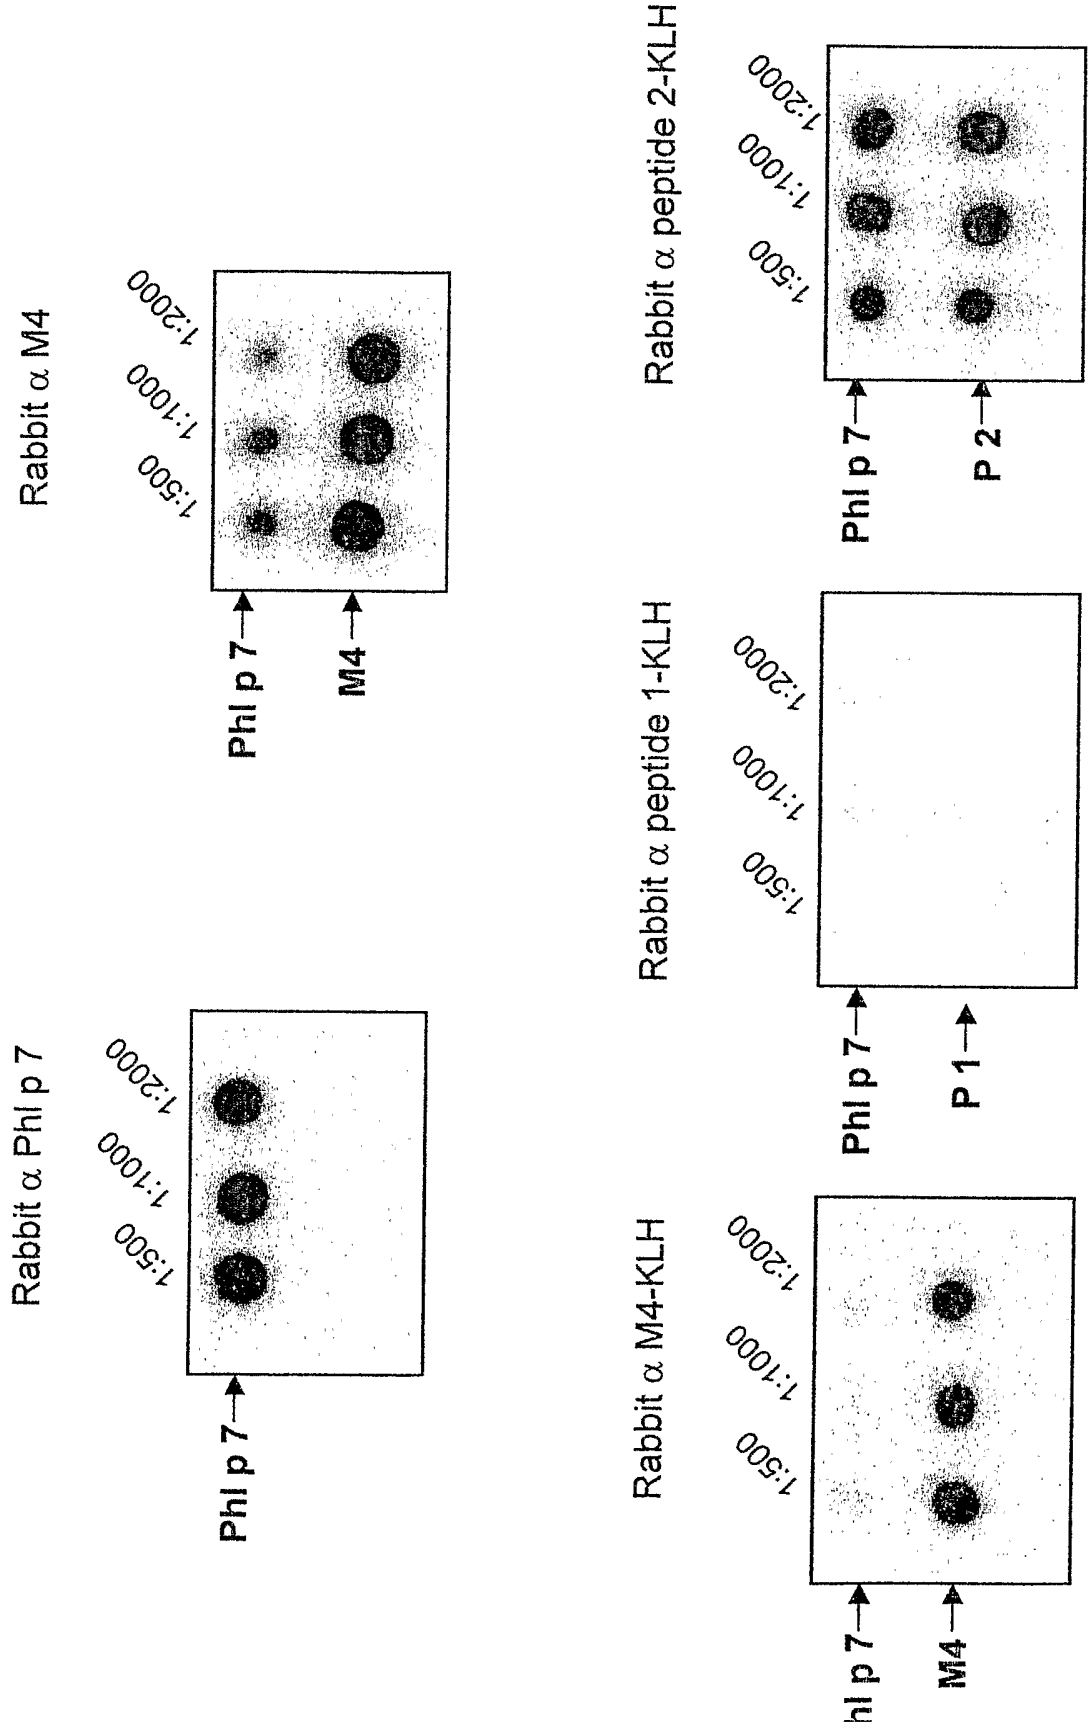 Rabbit α Phl p 7
1:500 1:1000 1:2000
Phl p 7
Rabbit α M4
1:500 1:1000 1:2000
Phl p 7
M4
Rabbit α M4-KLH
1:500 1:1000 1:2000
hl p 7
M4
Rabbit α peptide 1-KLH
1:500 1:1000 1:2000
Phl p 7
P 1
Rabbit α peptide 2-KLH
1:500 1:1000 1:2000
Phl p 7
P 2